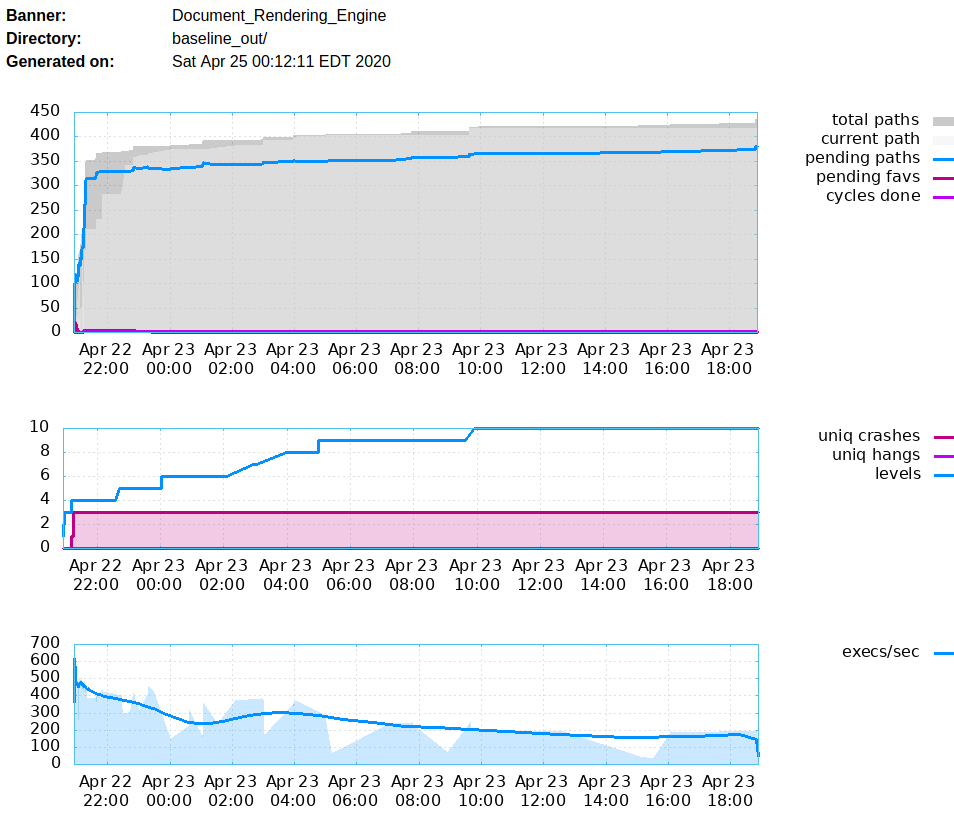 Banner: Document_Rendering_Engine
Directory: baseline_out/
Generated on: Sat Apr 25 00:12:11 EDT 2020
450
400
350
300
250
200
150
100
50
0
Apr 22 Apr 23 Apr 23 Apr 23 Apr 23 Apr 23 Apr 23 Apr 23 Apr 23 Apr 23 Apr 23
22:00 00:00 02:00 04:00 06:00 08:00 10:00 12:00 14:00 16:00 18:00
total paths
current path
pending paths
pending favs
cycles done
10
8
6
4
2
0
Apr 22 Apr 23 Apr 23 Apr 23 Apr 23 Apr 23 Apr 23 Apr 23 Apr 23 Apr 23 Apr 23
22:00 00:00 02:00 04:00 06:00 08:00 10:00 12:00 14:00 16:00 18:00
uniq crashes
uniq hangs
levels
700
600
500
400
300
200
100
0
Apr 22 Apr 23 Apr 23 Apr 23 Apr 23 Apr 23 Apr 23 Apr 23 Apr 23 Apr 23 Apr 23
22:00 00:00 02:00 04:00 06:00 08:00 10:00 12:00 14:00 16:00 18:00
execs/sec